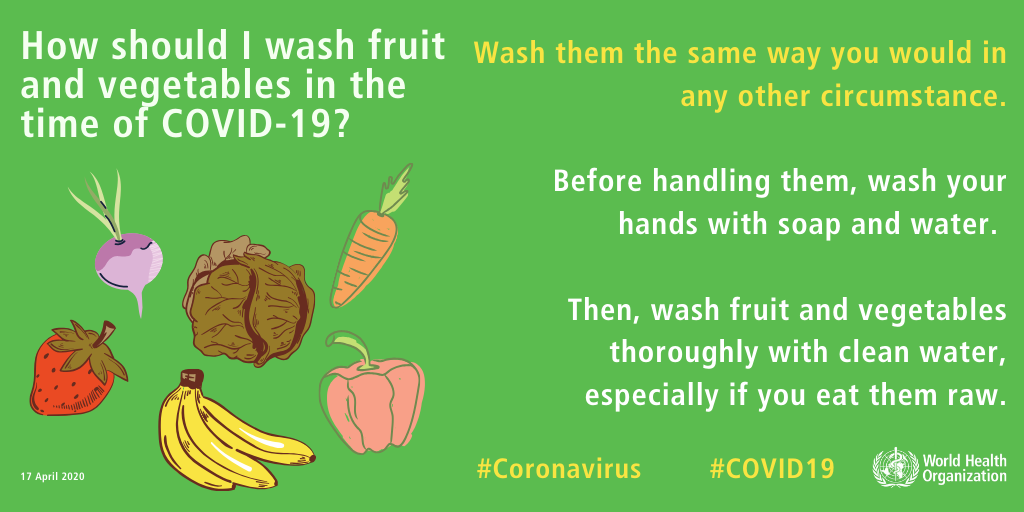 How should I wash fruit
and vegetables in the
time of COVID-19?
Wash them the same way you would in
any other circumstance.
Before handling them, wash your
hands with soap and water.
Then, wash fruit and vegetables
thoroughly with clean water,
especially if you eat them raw.
17 April 2020
#Coronavirus
#COVID19
World Health
Organization